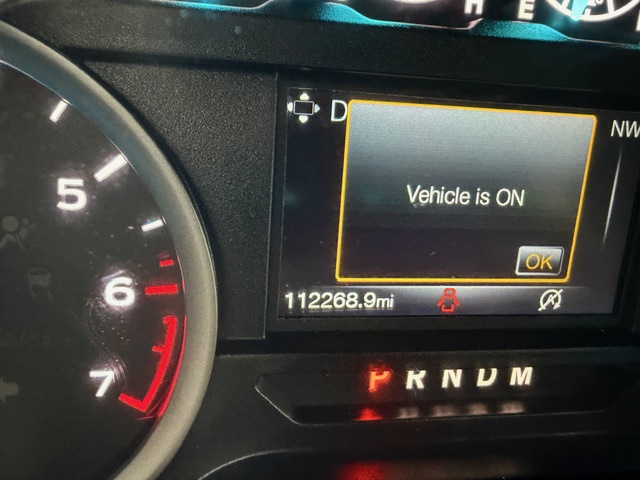 H E
D
NW
Vehicle is ON
OK
5
6
7
112268.9mi
P R N D M